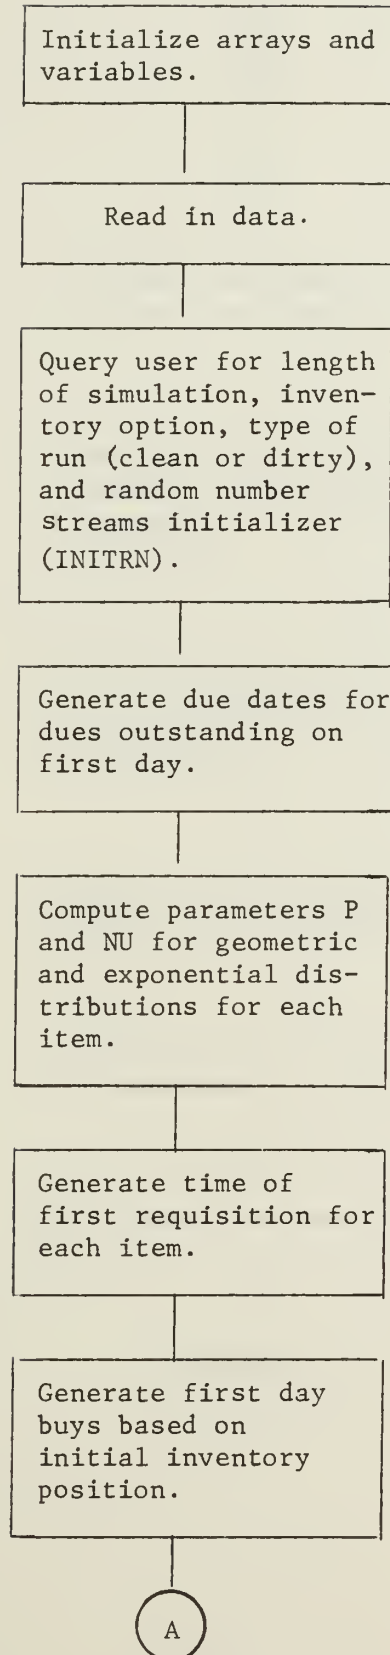 Initialize arrays and
variables.
Read in data.
Query user for length
of simulation, inven-
tory option, type of
run (clean or dirty),
and random number
streams initializer
(INITRN).
Generate due dates for
dues outstanding on
first day.
Compute parameters P
and NU for geometric
and exponential dis-
tributions for each
item.
Generate time of
first requisition for
each item.
Generate first day
buys based on
initial inventory
position.
A